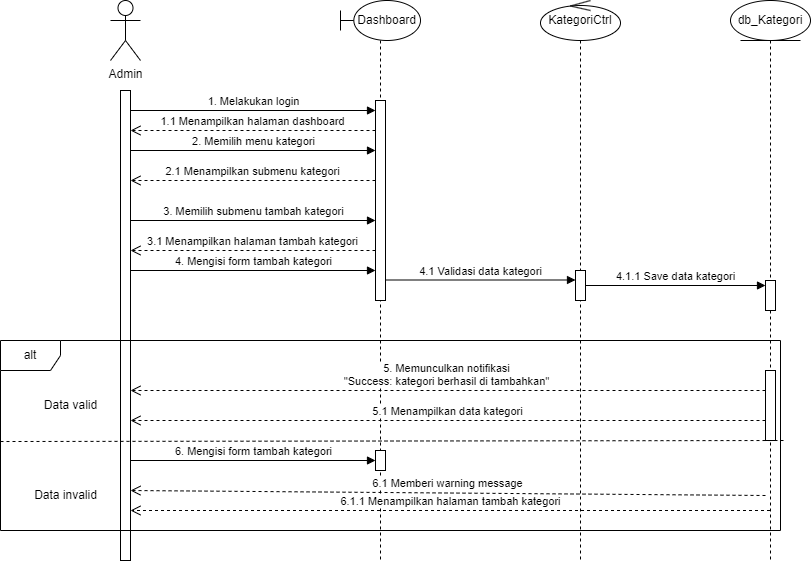 Dashboard
KategoriCtrl
db_Kategori
Admin
1. Melakukan login
1.1 Menampilkan halaman dashboard
2. Memilih menu kategori
2.1 Menampilkan submenu kategori
3. Memilih submenu tambah kategori
3.1 Menampilkan halaman tambah kategori
4. Mengisi form tambah kategori
4.1 Validasi data kategori
4.1.1 Save data kategori
alt
5. Memunculkan notifikasi
"Success: kategori berhasil di tambahkan"
Data valid
5.1 Menampilkan data kategori
6. Mengisi form tambah kategori
6.1 Memberi warning message
Data invalid
6.1.1 Menampilkan halaman tambah kategori